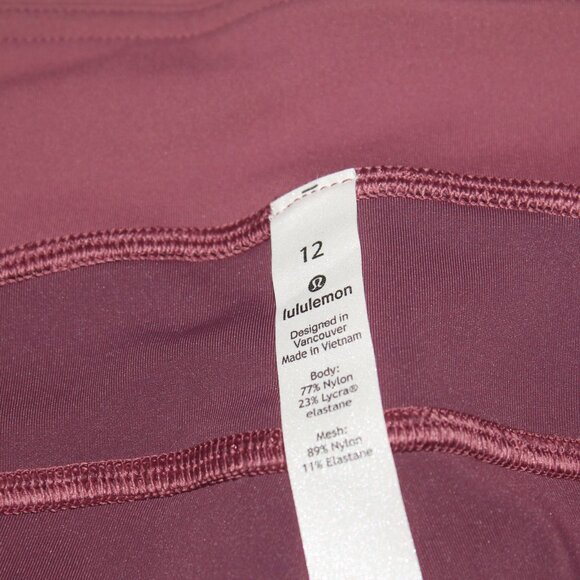 12
lululemon
Designed in
Vancouver
Made in Vietnam
Body:
77% Nylon
23% Lycra®
elastane
Mesh:
89% Nylon
11% Elastane